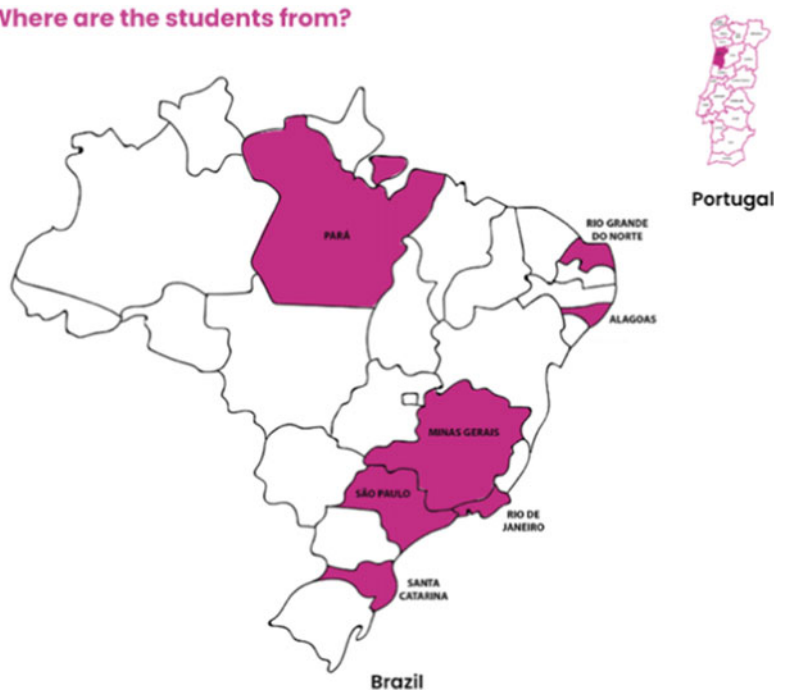 Where are the students from?
Portugal
RIO GRANDE
DO NORTE
PARÁ
ALAGOAS
MINAS GERAIS
SÃO PAULO
RIO DE
JANEIRO
SANTA
CATARINA
Brazil